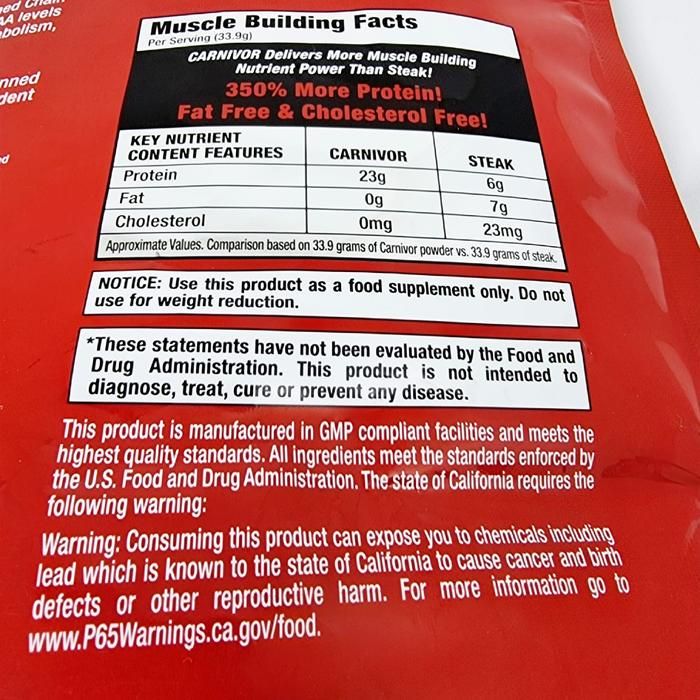 AA levels
nned
dent
Muscle Building Facts
Per Serving (33.9g)
CARNIVOR Delivers More Muscle Building
Nutrient Power Than Steak!
350% More Protein!
Fat Free & Cholesterol Free!
KEY NUTRIENT
CONTENT FEATURES CARNIVOR STEAK
Protein 23g 6g
Fat 0g 7g
Cholesterol 0mg 23mg
Approximate Values. Comparison based on 33.9 grams of Carnivor powder vs. 33.9 grams of steak.
NOTICE: Use this product as a food supplement only. Do not
use for weight reduction.
*These statements have not been evaluated by the Food and
Drug Administration. This product is not intended to
diagnose, treat, cure or prevent any disease.
This product is manufactured in GMP compliant facilities and meets the
highest quality standards. All ingredients meet the standards enforced by
the U.S. Food and Drug Administration. The state of California requires the
following warning:
Warning: Consuming this product can expose you to chemicals including
lead which is known to the state of California to cause cancer and birth
defects or other reproductive harm. For more information go to
www.P65Warnings.ca.gov/food.